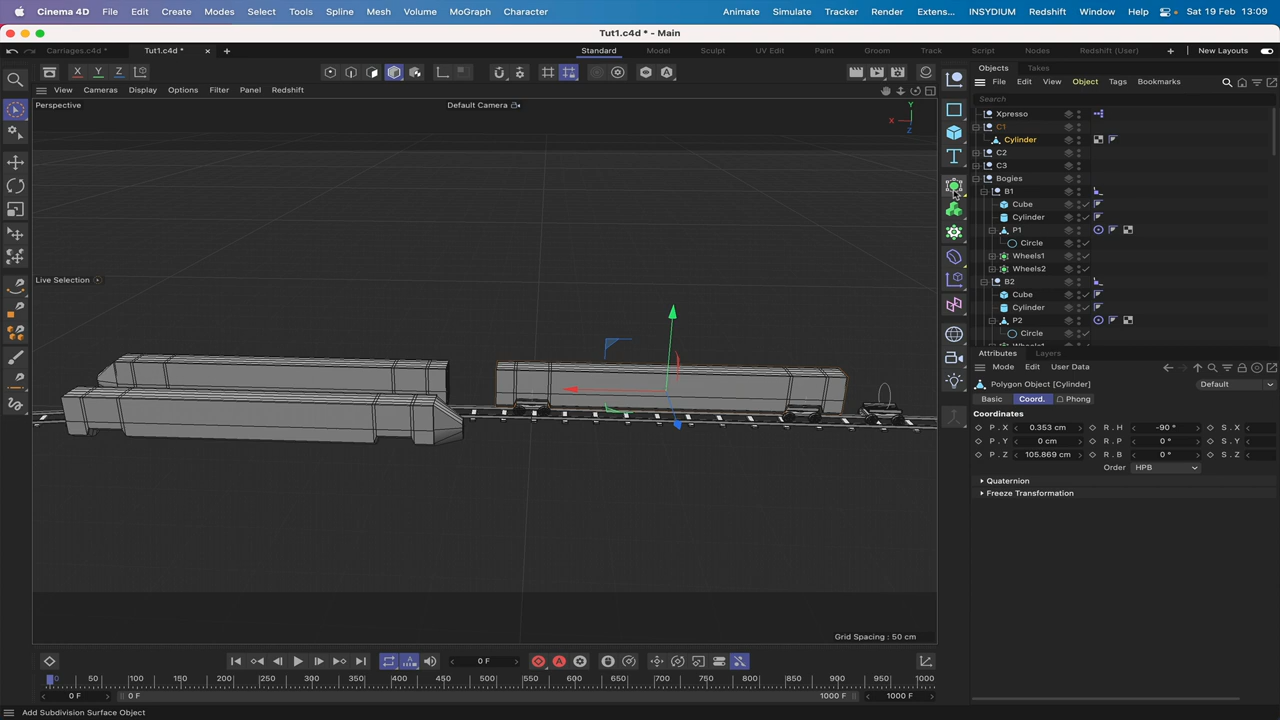 Cinema 4D File Edit Create Modes Select Tools Spline Mesh Volume MoGraph Character Animate Simulate Tracker Render Extens... INSYDIUM Redshift Window Help Sat 19 Feb 13:09
Tut1.c4d * - Main
Carriages.c4d * Tut1.c4d * Standard Model Sculpt UV Edit Paint Groom Track Script Nodes Redshift (User) New Layouts
X Y Z
Objects Takes
View Cameras Display Options Filter Panel Redshift
File Edit View Object Tags Bookmarks
Search
Perspective Default Camera
Y
X
Z
Xpresso
C1
Cylinder
C2
C3
Bogies
B1
Cube
Cylinder
P1
Circle
Wheels1
Wheels2
B2
Cube
Cylinder
P2
Circle
Live Selection
Attributes Layers
Mode Edit User Data
Polygon Object [Cylinder] Default
Basic Coord. Phong
Coordinates
P . X 0.353 cm R . H -90 ° S . X
P . Y 0 cm R . P 0 ° S . Y
P . Z 105.869 cm R . B 0 ° S . Z
Order HPB
Quaternion
Freeze Transformation
Grid Spacing : 50 cm
0 F
0 50 100 150 200 250 300 350 400 450 500 550 600 650 700 750 800 850 900 950 1000
0 F 0 F 1000 F 1000 F
Add Subdivision Surface Object